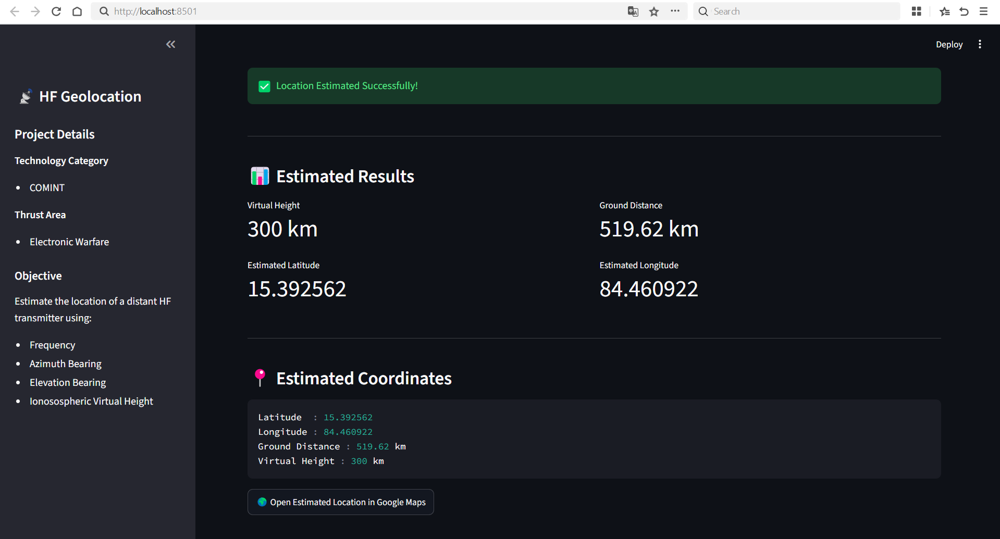 http://localhost:8501
Search
Deploy
HF Geolocation
Project Details
Technology Category
• COMINT
Thrust Area
• Electronic Warfare
Objective
Estimate the location of a distant HF
transmitter using:
• Frequency
• Azimuth Bearing
• Elevation Bearing
• Ionosospheric Virtual Height
Location Estimated Successfully!
Estimated Results
Virtual Height
300 km
Ground Distance
519.62 km
Estimated Latitude
15.392562
Estimated Longitude
84.460922
Estimated Coordinates
Latitude  : 15.392562
Longitude : 84.460922
Ground Distance : 519.62 km
Virtual Height : 300 km
Open Estimated Location in Google Maps